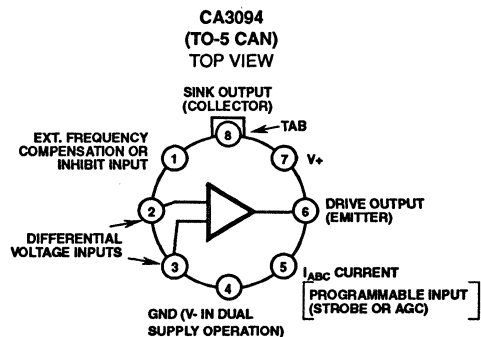 CA3094
(TO-5 CAN)
TOP VIEW
SINK OUTPUT
(COLLECTOR)
TAB
8
EXT. FREQUENCY
COMPENSATION OR
INHIBIT INPUT
1
7
V+
2
6
DRIVE OUTPUT
(EMITTER)
DIFFERENTIAL
VOLTAGE INPUTS
3
5
IABC CURRENT
4
PROGRAMMABLE INPUT
(STROBE OR AGC)
GND (V- IN DUAL
SUPPLY OPERATION)